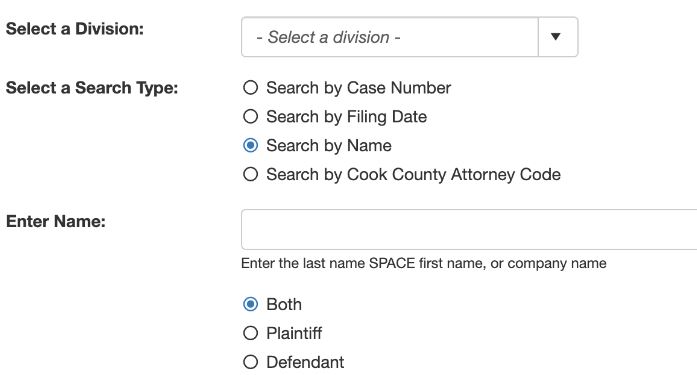 Select a Division:
- Select a division -
Select a Search Type:
Search by Case Number
Search by Filing Date
Search by Name
Search by Cook County Attorney Code
Enter Name:
Enter the last name SPACE first name, or company name
Both
Plaintiff
Defendant